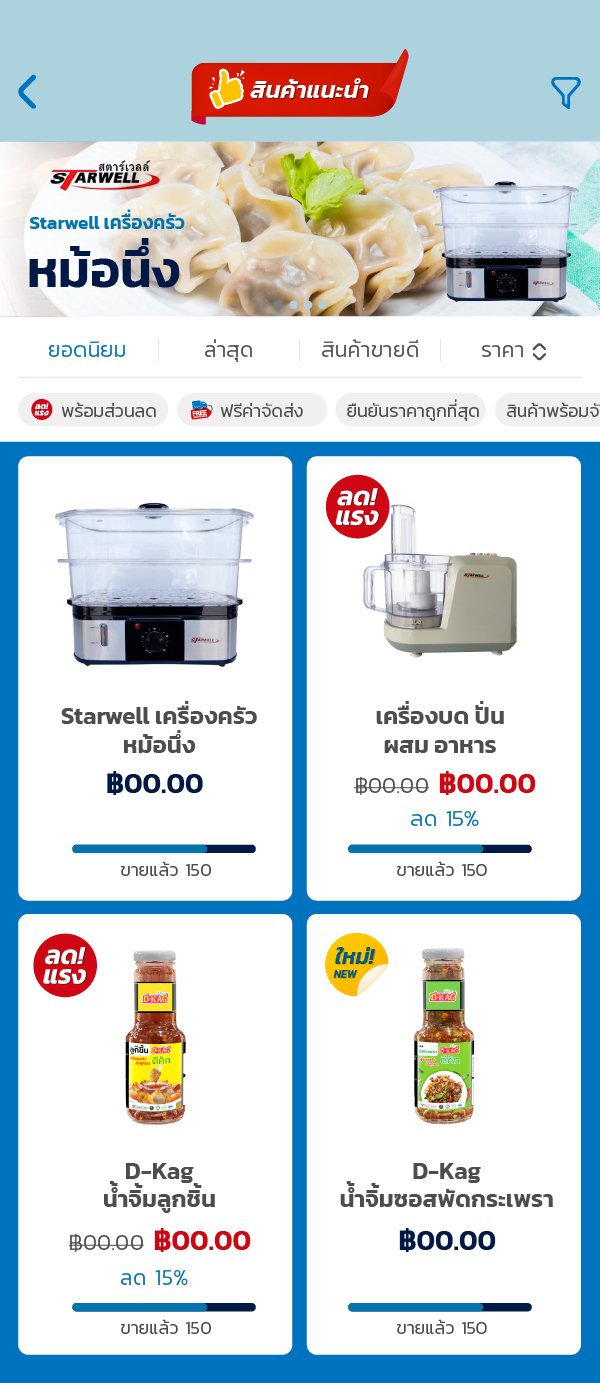 สินค้าแนะนำ
สตาร์เวลล์
STARWELL
Starwell เครื่องครัว
หม้อนึ่ง
ยอดนิยม ล่าสุด สินค้าขายดี ราคา
ลด! แรง พร้อมส่วนลด FREE ฟรีค่าจัดส่ง ยืนยันราคาถูกที่สุด สินค้าพร้อมจั
STARWELL
Starwell เครื่องครัว
หม้อนึ่ง
฿00.00
ขายแล้ว 150
ลด!
แรง
STARWELL
เครื่องบด ปั่น
ผสม อาหาร
฿00.00 ฿00.00
ลด 15%
ขายแล้ว 150
ลด!
แรง
D-KAG
ลูกชิ้น
D-Kag
น้ำจิ้มลูกชิ้น
฿00.00 ฿00.00
ลด 15%
ขายแล้ว 150
ใหม่!
NEW
D-KAG
D-Kag
น้ำจิ้มซอสพัดกระเพรา
฿00.00
ขายแล้ว 150